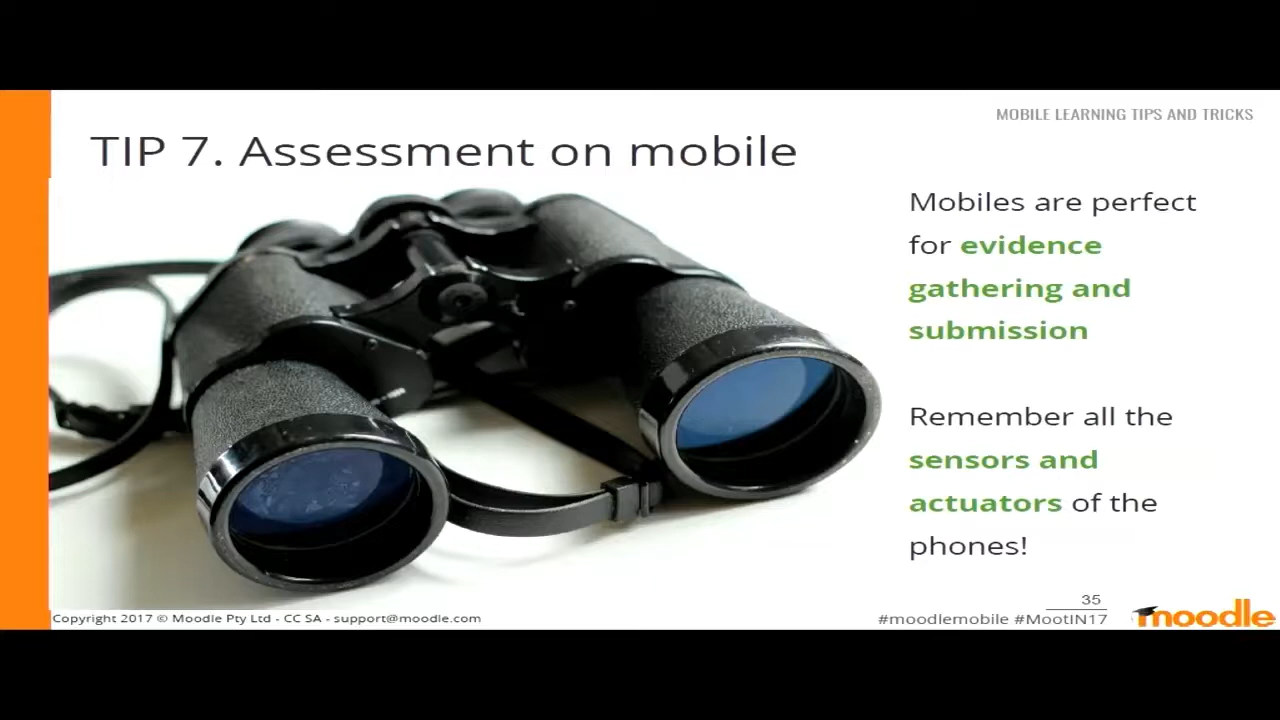 MOBILE LEARNING TIPS AND TRICKS
TIP 7. Assessment on mobile
Mobiles are perfect
for evidence
gathering and
submission
Remember all the
sensors and
actuators of the
phones!
35
Copyright 2017 © Moodle Pty Ltd - CC SA - support@moodle.com
#moodlemobile #MootIN17
moodle